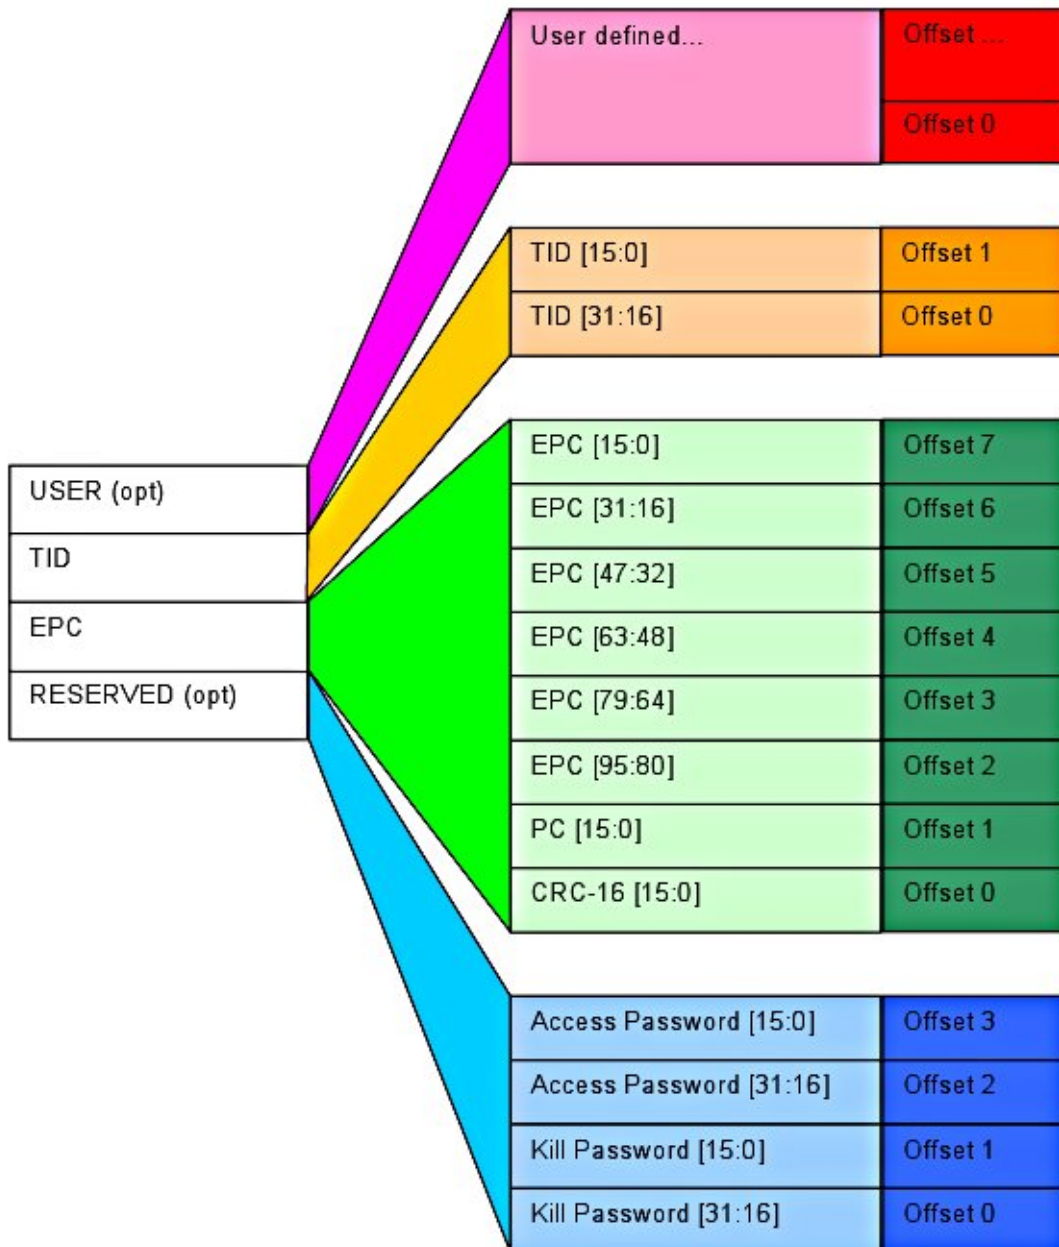 User defined... Offset ...
Offset 0
TID [15:0] Offset 1
TID [31:16] Offset 0
EPC [15:0] Offset 7
EPC [31:16] Offset 6
EPC [47:32] Offset 5
EPC [63:48] Offset 4
EPC [79:64] Offset 3
EPC [95:80] Offset 2
PC [15:0] Offset 1
CRC-16 [15:0] Offset 0
Access Password [15:0] Offset 3
Access Password [31:16] Offset 2
Kill Password [15:0] Offset 1
Kill Password [31:16] Offset 0
USER (opt)
TID
EPC
RESERVED (opt)